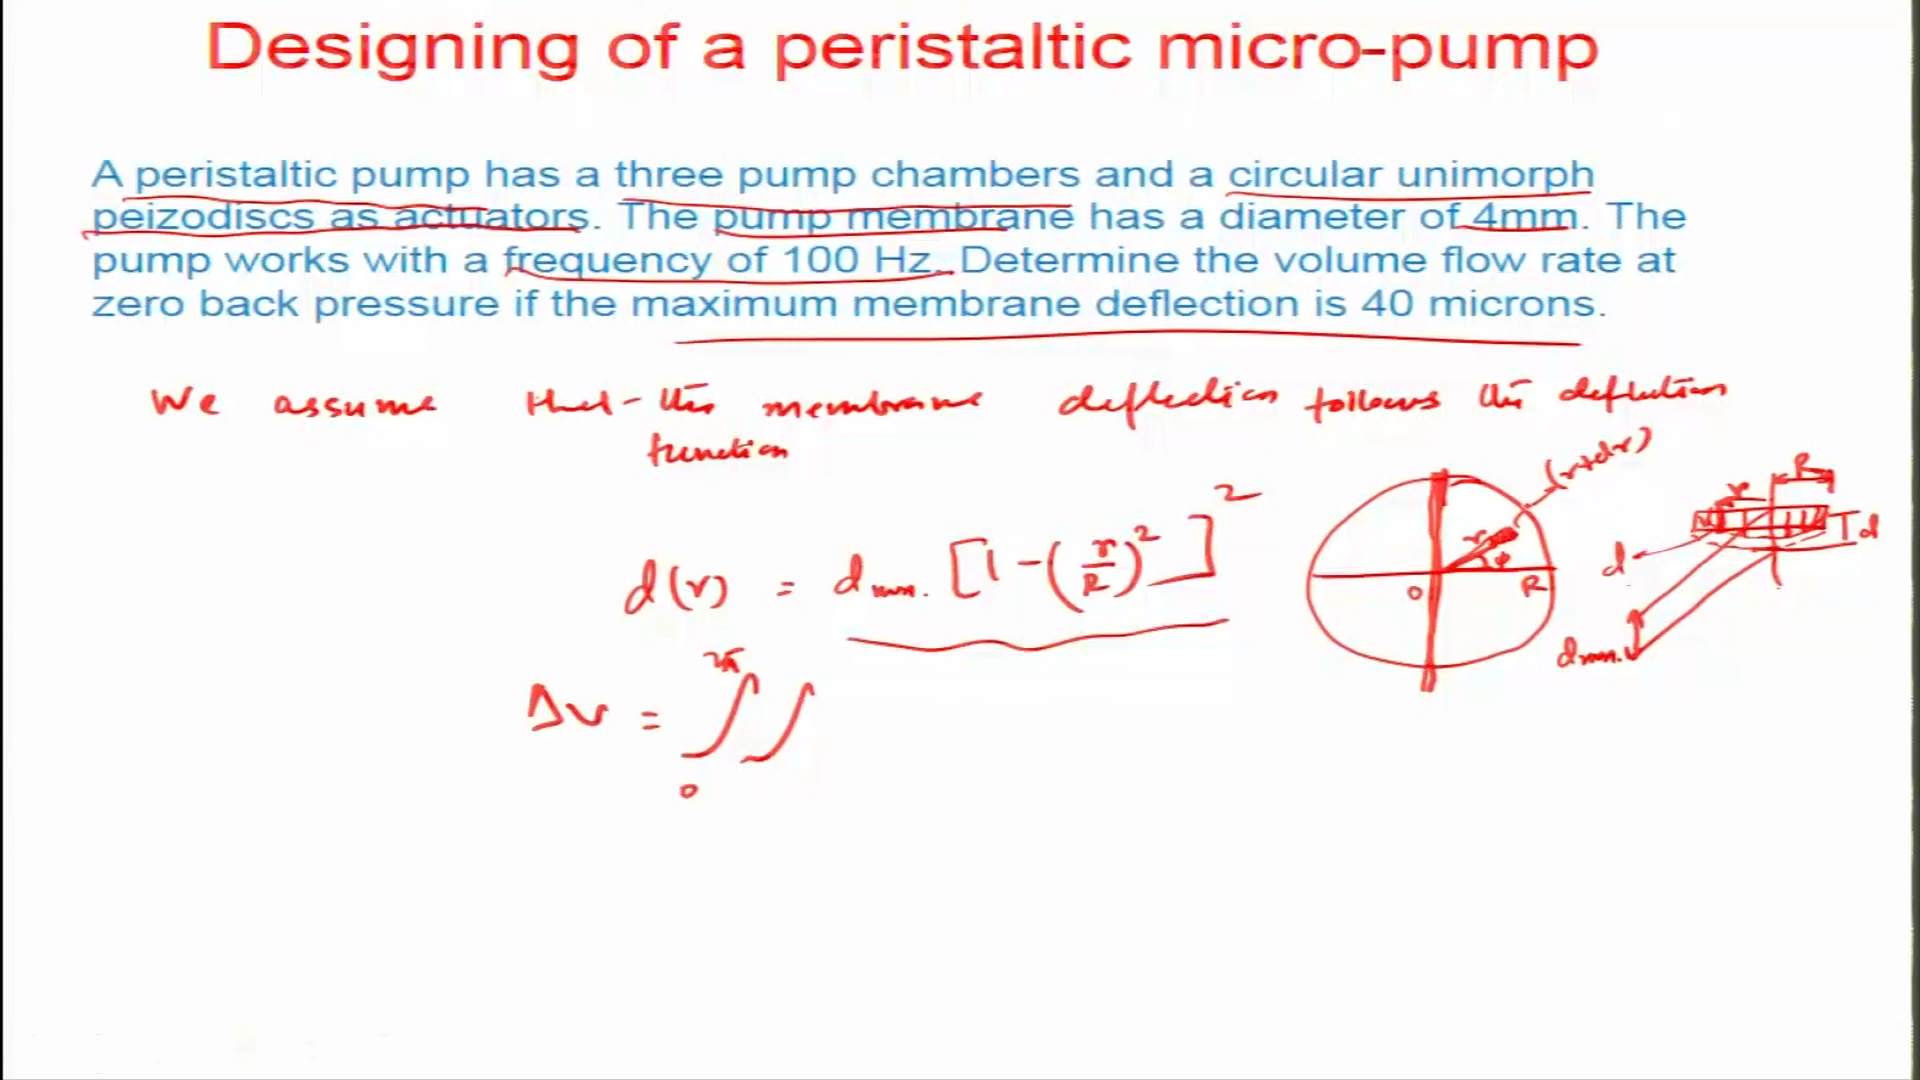 Designing of a peristaltic micro-pump
A peristaltic pump has a three pump chambers and a circular unimorph
peizodiscs as actuators. The pump membrane has a diameter of 4mm. The
pump works with a frequency of 100 Hz. Determine the volume flow rate at
zero back pressure if the maximum membrane deflection is 40 microns.
We assume that the membrane deflection follows the deflection
function
d(r) = dmax. [1-(r/R)²]²
(r+dr)
r φ
O R
R
r
d
d
dmax.
Δv = ∫₀²π ∫